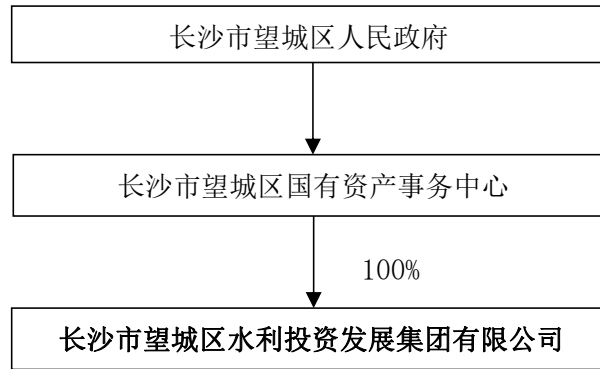 长沙市望城区人民政府
长沙市望城区国有资产事务中心
100%
长沙市望城区水利投资发展集团有限公司